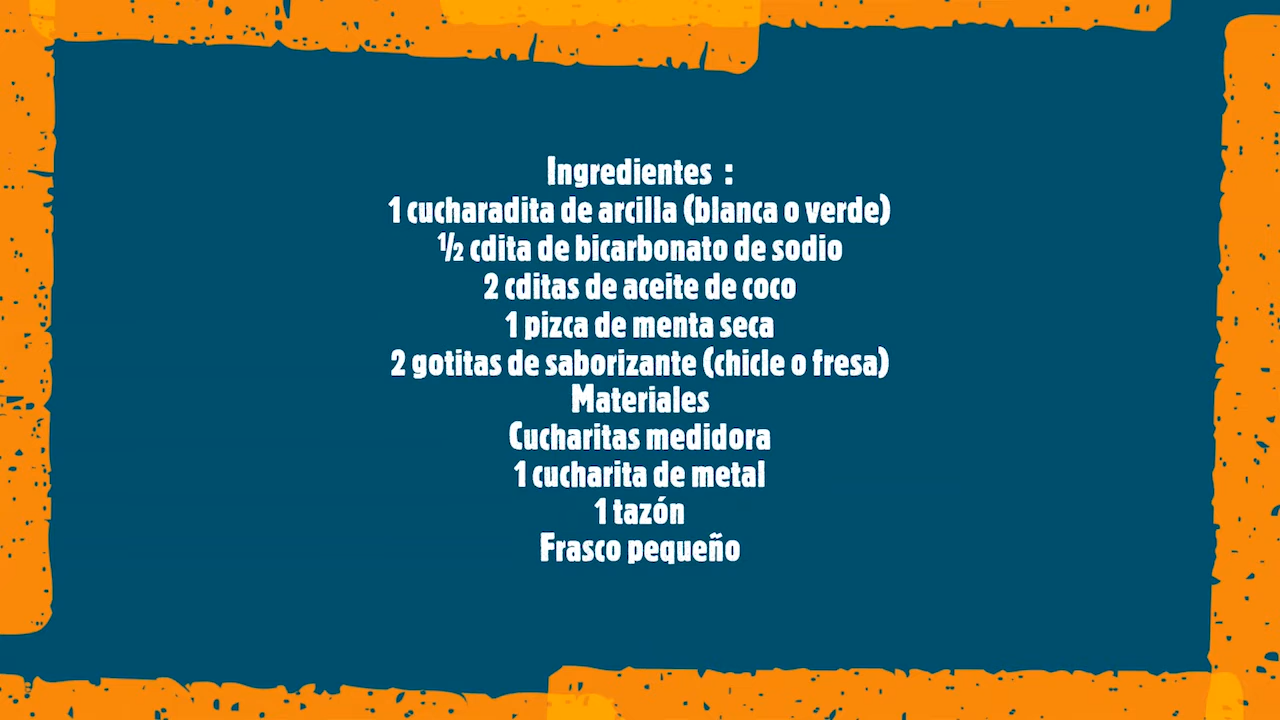 Ingredientes :
1 cucharadita de arcilla (blanca o verde)
½ cdita de bicarbonato de sodio
2 cditas de aceite de coco
1 pizca de menta seca
2 gotitas de saborizante (chicle o fresa)
Materiales
Cucharitas medidora
1 cucharita de metal
1 tazón
Frasco pequeño